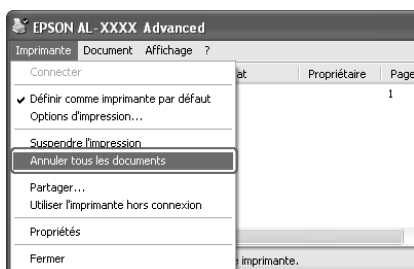 EPSON AL-XXXX Advanced
Imprimante Document Affichage ?
Connecter
Propriétaire Page
Définir comme imprimante par défaut
1
Options d'impression...
Suspendre l'impression
Annuler tous les documents
Partager...
Utiliser l'imprimante hors connexion
Propriétés
Fermer
imprimante.